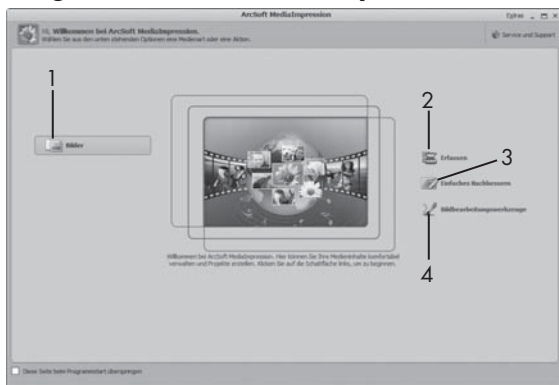 ArcSoft MediaImpression
Hi, Willkommen bei ArcSoft MediaImpression.
Wählen Sie aus den unten stehenden Optionen eine Medienart oder eine Aktion.
Service und Support
1
Bilder
2
Erfassen
3
Einfaches Nachbessern
Bildbearbeitungswerkzeuge
4
Willkommen bei ArcSoft MediaImpression. Hier können Sie Ihre Medieninhalte komfortabel
verwalten und Projekte erstellen. Klicken Sie auf die Schaltfläche links, um zu beginnen.
Diese Seite beim Programmstart überspringen